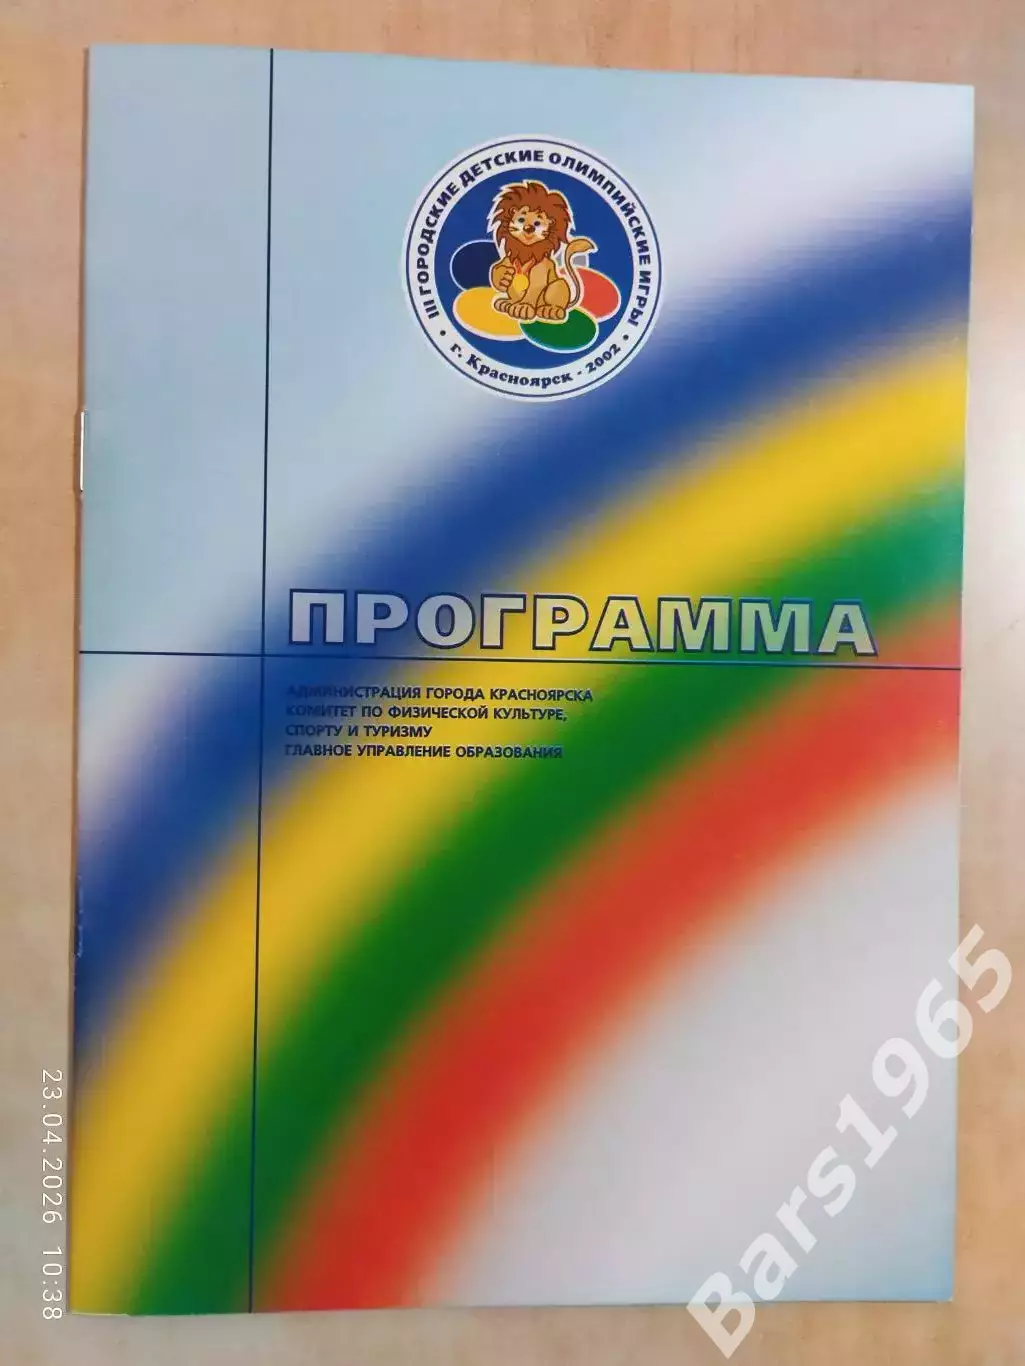 III ГОРОДСКИЕ ДЕТСКИЕ ОЛИМПИЙСКИЕ ИГРЫ
• г. Красноярск - 2002 •
ПРОГРАММА
АДМИНИСТРАЦИЯ ГОРОДА КРАСНОЯРСКА
КОМИТЕТ ПО ФИЗИЧЕСКОЙ КУЛЬТУРЕ,
СПОРТУ И ТУРИЗМУ
ГЛАВНОЕ УПРАВЛЕНИЕ ОБРАЗОВАНИЯ
23.04.2026 10:38
Bars1965